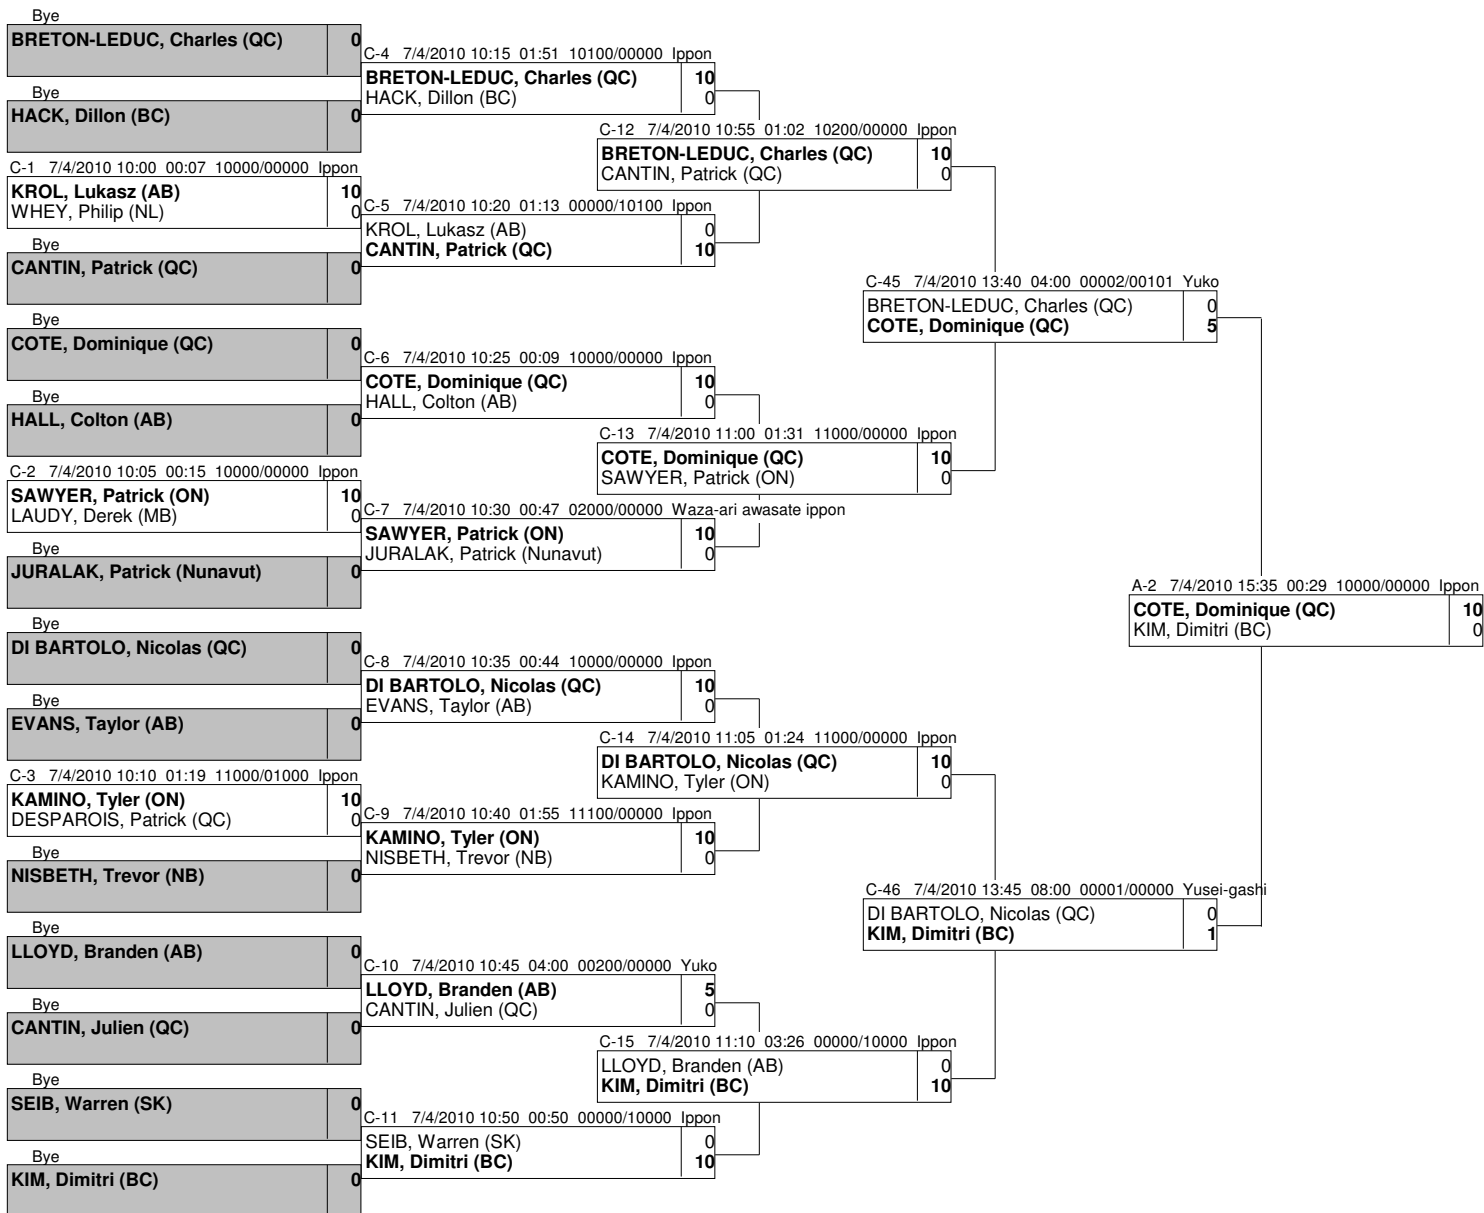 Bye
BRETON-LEDUC, Charles (QC) 0
Bye
HACK, Dillon (BC) 0
C-1 7/4/2010 10:00 00:07 10000/00000 Ippon
KROL, Lukasz (AB) 10
WHEY, Philip (NL) 0
Bye
CANTIN, Patrick (QC) 0
Bye
COTE, Dominique (QC) 0
Bye
HALL, Colton (AB) 0
C-2 7/4/2010 10:05 00:15 10000/00000 Ippon
SAWYER, Patrick (ON) 10
LAUDY, Derek (MB) 0
Bye
JURALAK, Patrick (Nunavut) 0
Bye
DI BARTOLO, Nicolas (QC) 0
Bye
EVANS, Taylor (AB) 0
C-3 7/4/2010 10:10 01:19 11000/01000 Ippon
KAMINO, Tyler (ON) 10
DESPAROIS, Patrick (QC) 0
Bye
NISBETH, Trevor (NB) 0
Bye
LLOYD, Branden (AB) 0
Bye
CANTIN, Julien (QC) 0
Bye
SEIB, Warren (SK) 0
Bye
KIM, Dimitri (BC) 0
C-4 7/4/2010 10:15 01:51 10100/00000 Ippon
BRETON-LEDUC, Charles (QC) 10
HACK, Dillon (BC) 0
C-5 7/4/2010 10:20 01:13 00000/10100 Ippon
KROL, Lukasz (AB) 0
CANTIN, Patrick (QC) 10
C-6 7/4/2010 10:25 00:09 10000/00000 Ippon
COTE, Dominique (QC) 10
HALL, Colton (AB) 0
C-7 7/4/2010 10:30 00:47 02000/00000 Waza-ari awasate ippon
SAWYER, Patrick (ON) 10
JURALAK, Patrick (Nunavut) 0
C-8 7/4/2010 10:35 00:44 10000/00000 Ippon
DI BARTOLO, Nicolas (QC) 10
EVANS, Taylor (AB) 0
C-9 7/4/2010 10:40 01:55 11100/00000 Ippon
KAMINO, Tyler (ON) 10
NISBETH, Trevor (NB) 0
C-10 7/4/2010 10:45 04:00 00200/00000 Yuko
LLOYD, Branden (AB) 5
CANTIN, Julien (QC) 0
C-11 7/4/2010 10:50 00:50 00000/10000 Ippon
SEIB, Warren (SK) 0
KIM, Dimitri (BC) 10
C-12 7/4/2010 10:55 01:02 10200/00000 Ippon
BRETON-LEDUC, Charles (QC) 10
CANTIN, Patrick (QC) 0
C-13 7/4/2010 11:00 01:31 11000/00000 Ippon
COTE, Dominique (QC) 10
SAWYER, Patrick (ON) 0
C-14 7/4/2010 11:05 01:24 11000/00000 Ippon
DI BARTOLO, Nicolas (QC) 10
KAMINO, Tyler (ON) 0
C-15 7/4/2010 11:10 03:26 00000/10000 Ippon
LLOYD, Branden (AB) 0
KIM, Dimitri (BC) 10
C-45 7/4/2010 13:40 04:00 00002/00101 Yuko
BRETON-LEDUC, Charles (QC) 0
COTE, Dominique (QC) 5
C-46 7/4/2010 13:45 08:00 00001/00000 Yusei-gashi
DI BARTOLO, Nicolas (QC) 0
KIM, Dimitri (BC) 1
A-2 7/4/2010 15:35 00:29 10000/00000 Ippon
COTE, Dominique (QC) 10
KIM, Dimitri (BC) 0